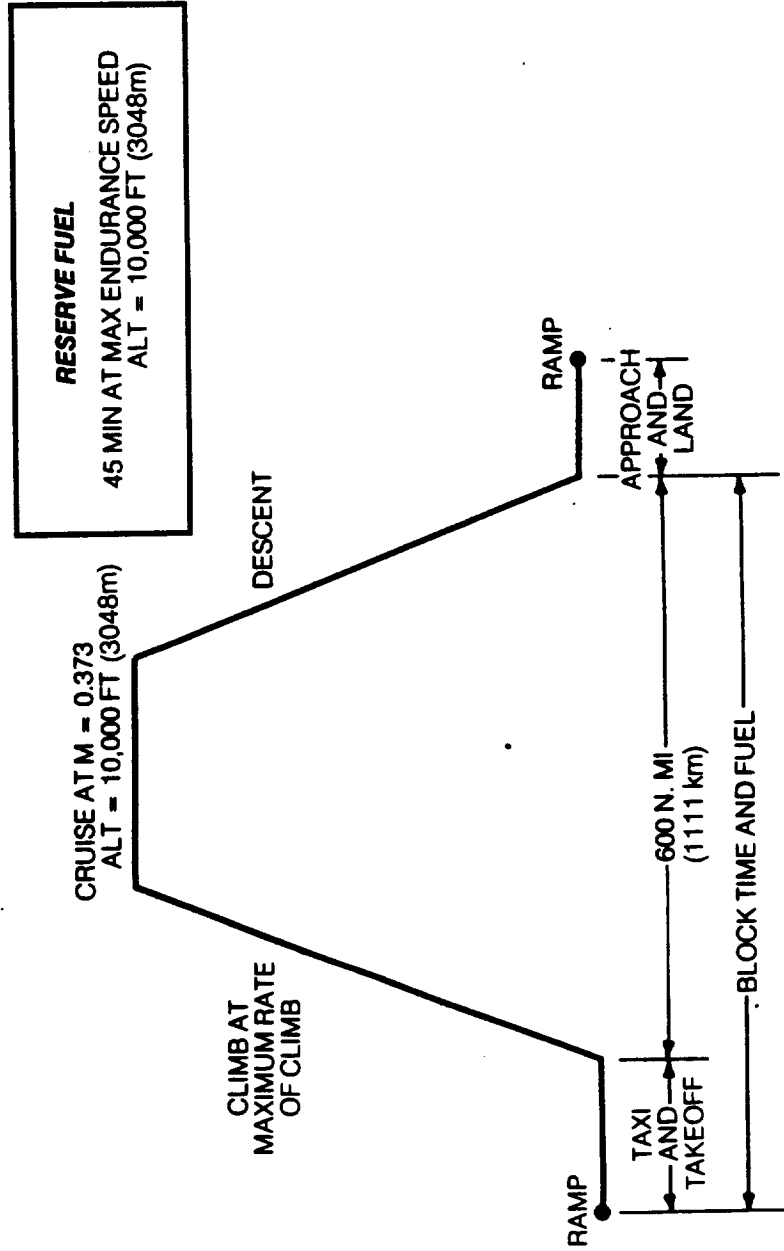 RESERVE FUEL
45 MIN AT MAX ENDURANCE SPEED
ALT = 10,000 FT (3048m)
CRUISE AT M = 0.373
ALT = 10,000 FT (3048m)
CLIMB AT
MAXIMUM RATE
OF CLIMB
DESCENT
RAMP
RAMP
TAXI
AND
TAKEOFF
600 N. MI
(1111 km)
APPROACH
AND
LAND
BLOCK TIME AND FUEL